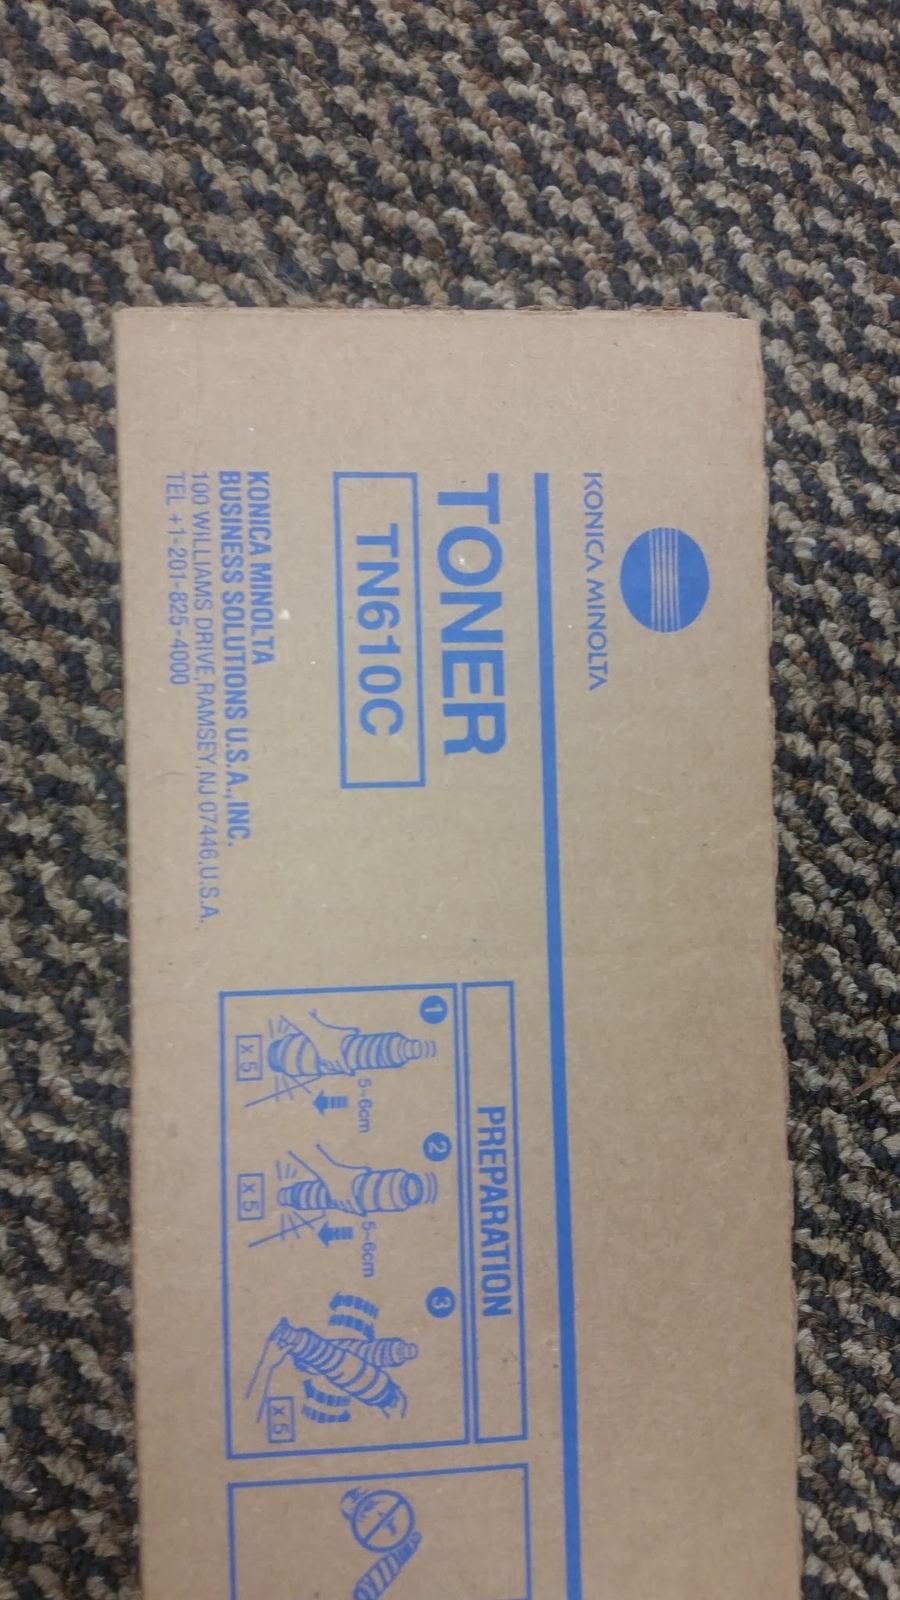 KONICA MINOLTA
TONER
TN610C
KONICA MINOLTA
BUSINESS SOLUTIONS U.S.A.,INC.
100 WILLIAMS DRIVE,RAMSEY,NJ 07446,U.S.A.
TEL +1-201-825-4000
PREPARATION
1
5~6cm
x 5
2
5~6cm
x 5
3
x 5